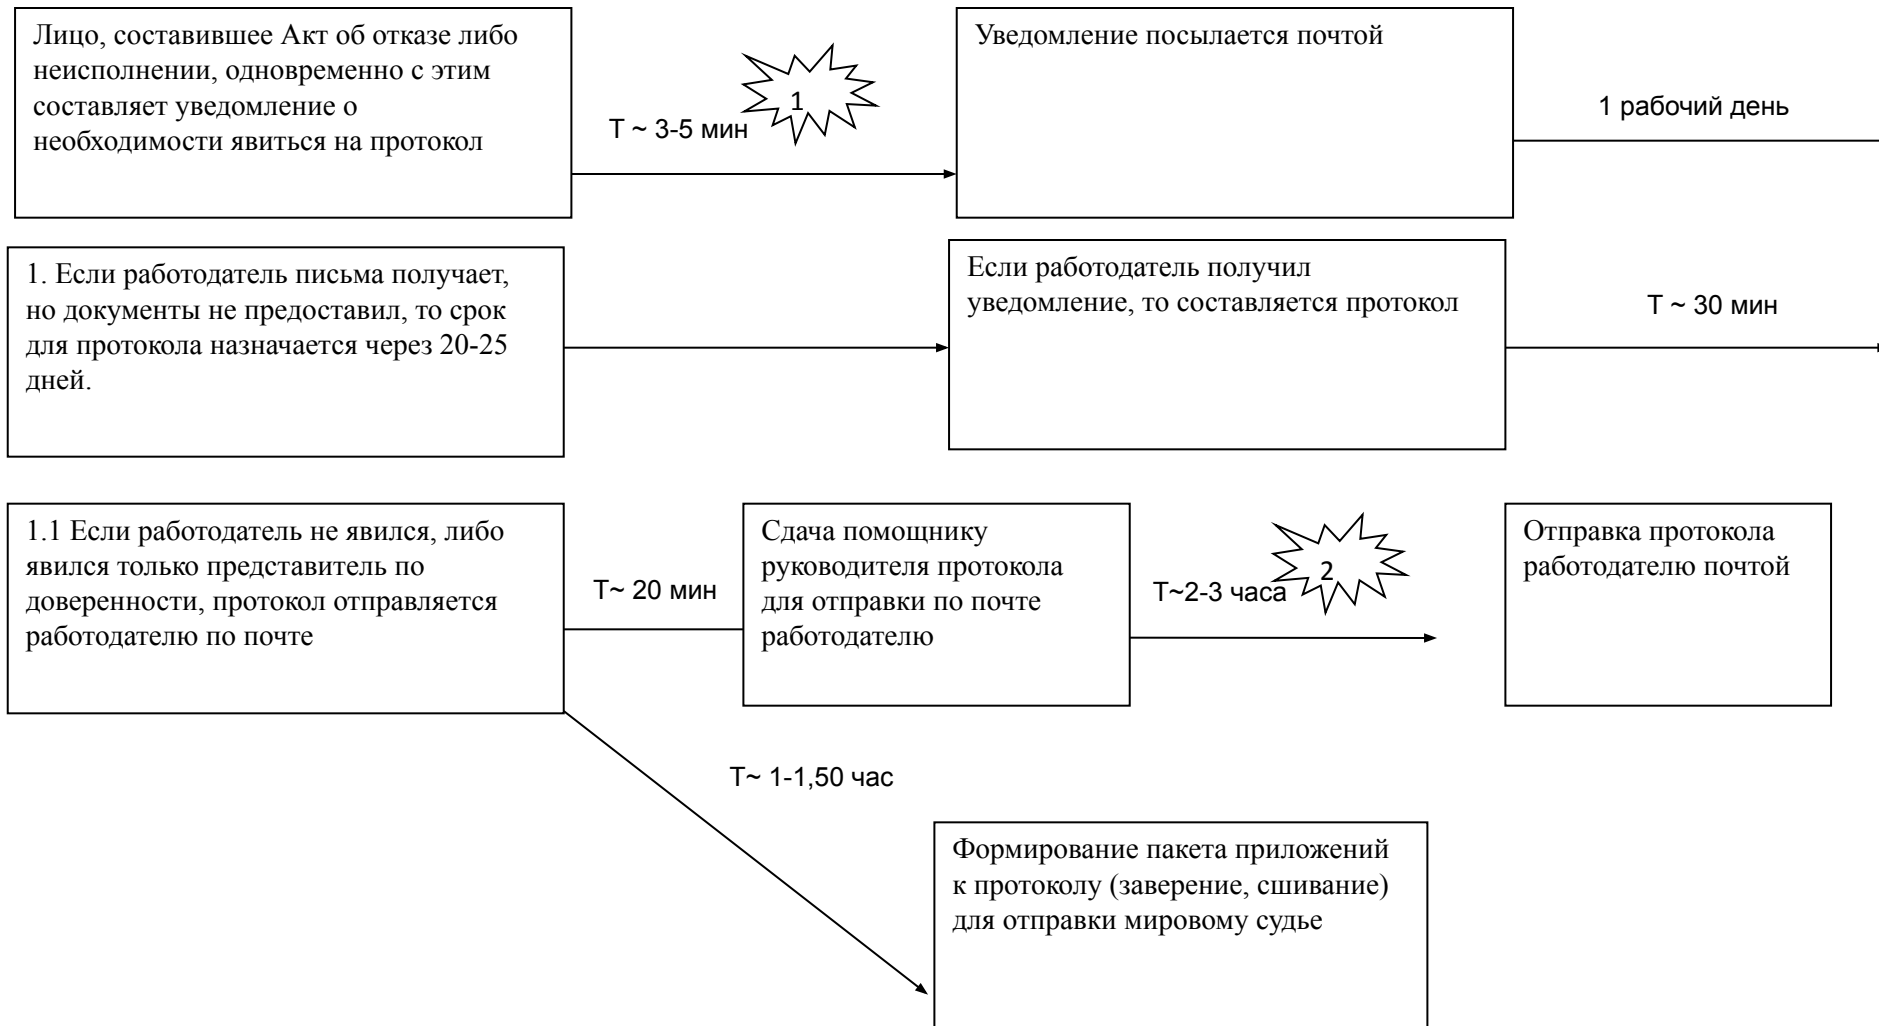 Лицо, составившее Акт об отказе либо
неисполнении, одновременно с этим
составляет уведомление о
необходимости явиться на протокол
T ~ 3-5 мин
1
Уведомление посылается почтой
1 рабочий день
1. Если работодатель письма получает,
но документы не предоставил, то срок
для протокола назначается через 20-25
дней.
Если работодатель получил
уведомление, то составляется протокол
T ~ 30 мин
1.1 Если работодатель не явился, либо
явился только представитель по
доверенности, протокол отправляется
работодателю по почте
T~ 20 мин
Сдача помощнику
руководителя протокола
для отправки по почте
работодателю
T~2-3 часа
2
Отправка протокола
работодателю почтой
T~ 1-1,50 час
Формирование пакета приложений
к протоколу (заверение, сшивание)
для отправки мировому судье